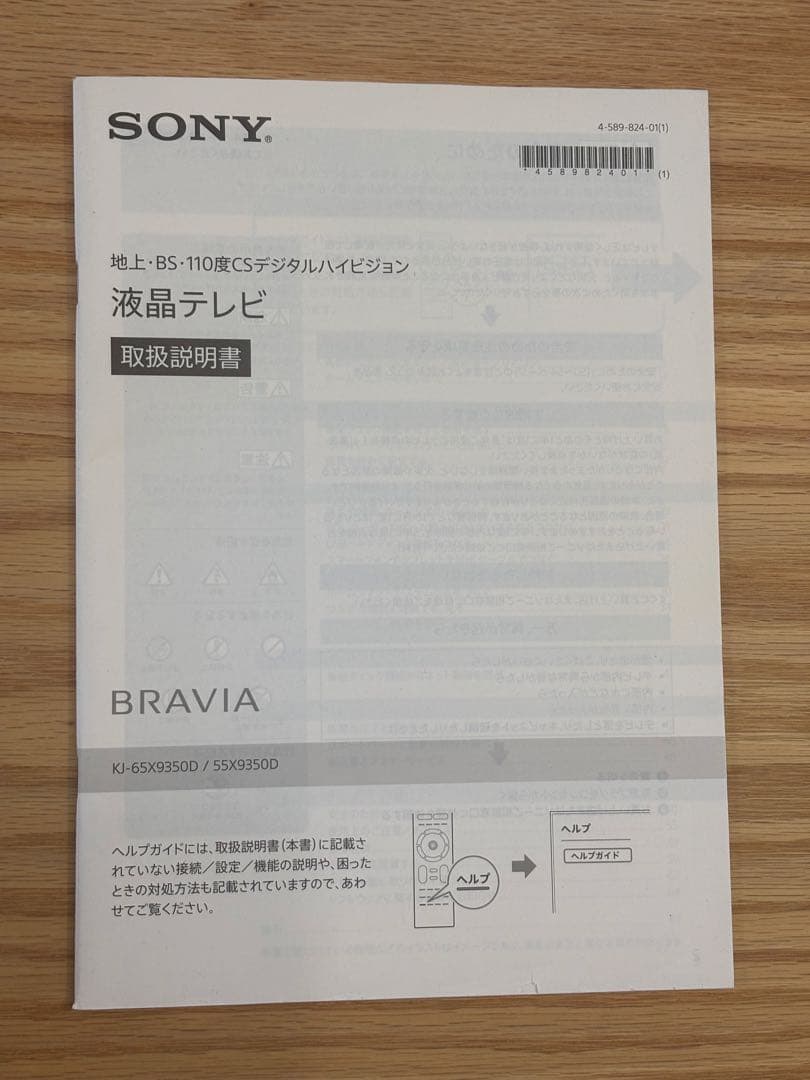 SONY®
4-589-824-01(1)
*458982401* (1)
地上・BS・110度CSデジタルハイビジョン
液晶テレビ
取扱説明書
BRAVIA
KJ-65X9350D / 55X9350D
ヘルプガイドには、取扱説明書(本書)に記載さ
れていない接続／設定／機能の説明や、困った
ときの対処方法も記載されていますので、あわ
せてご覧ください。
ヘルプ
ヘルプ
ヘルプガイド